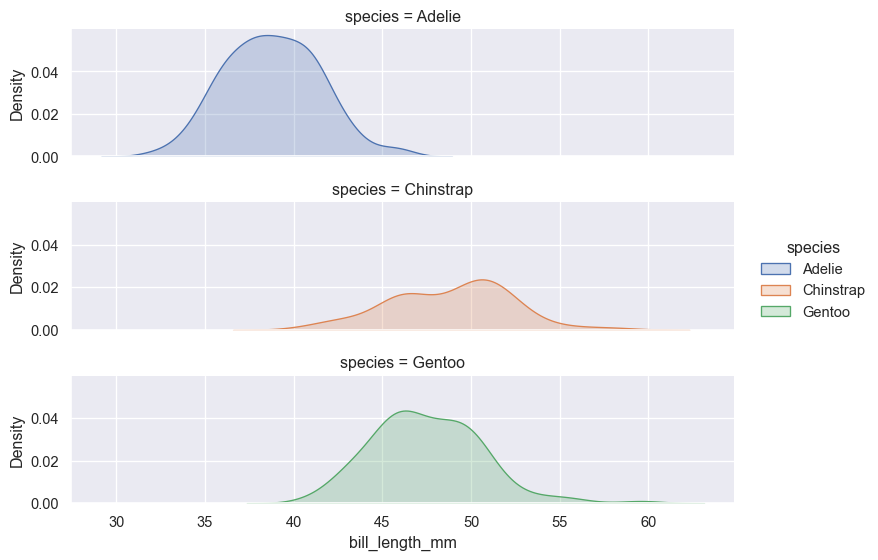 species = Adelie
Density
0.04
0.02
0.00
species = Chinstrap
Density
0.04
0.02
0.00
species = Gentoo
Density
0.04
0.02
0.00
30 35 40 45 50 55 60
bill_length_mm
species
Adelie
Chinstrap
Gentoo